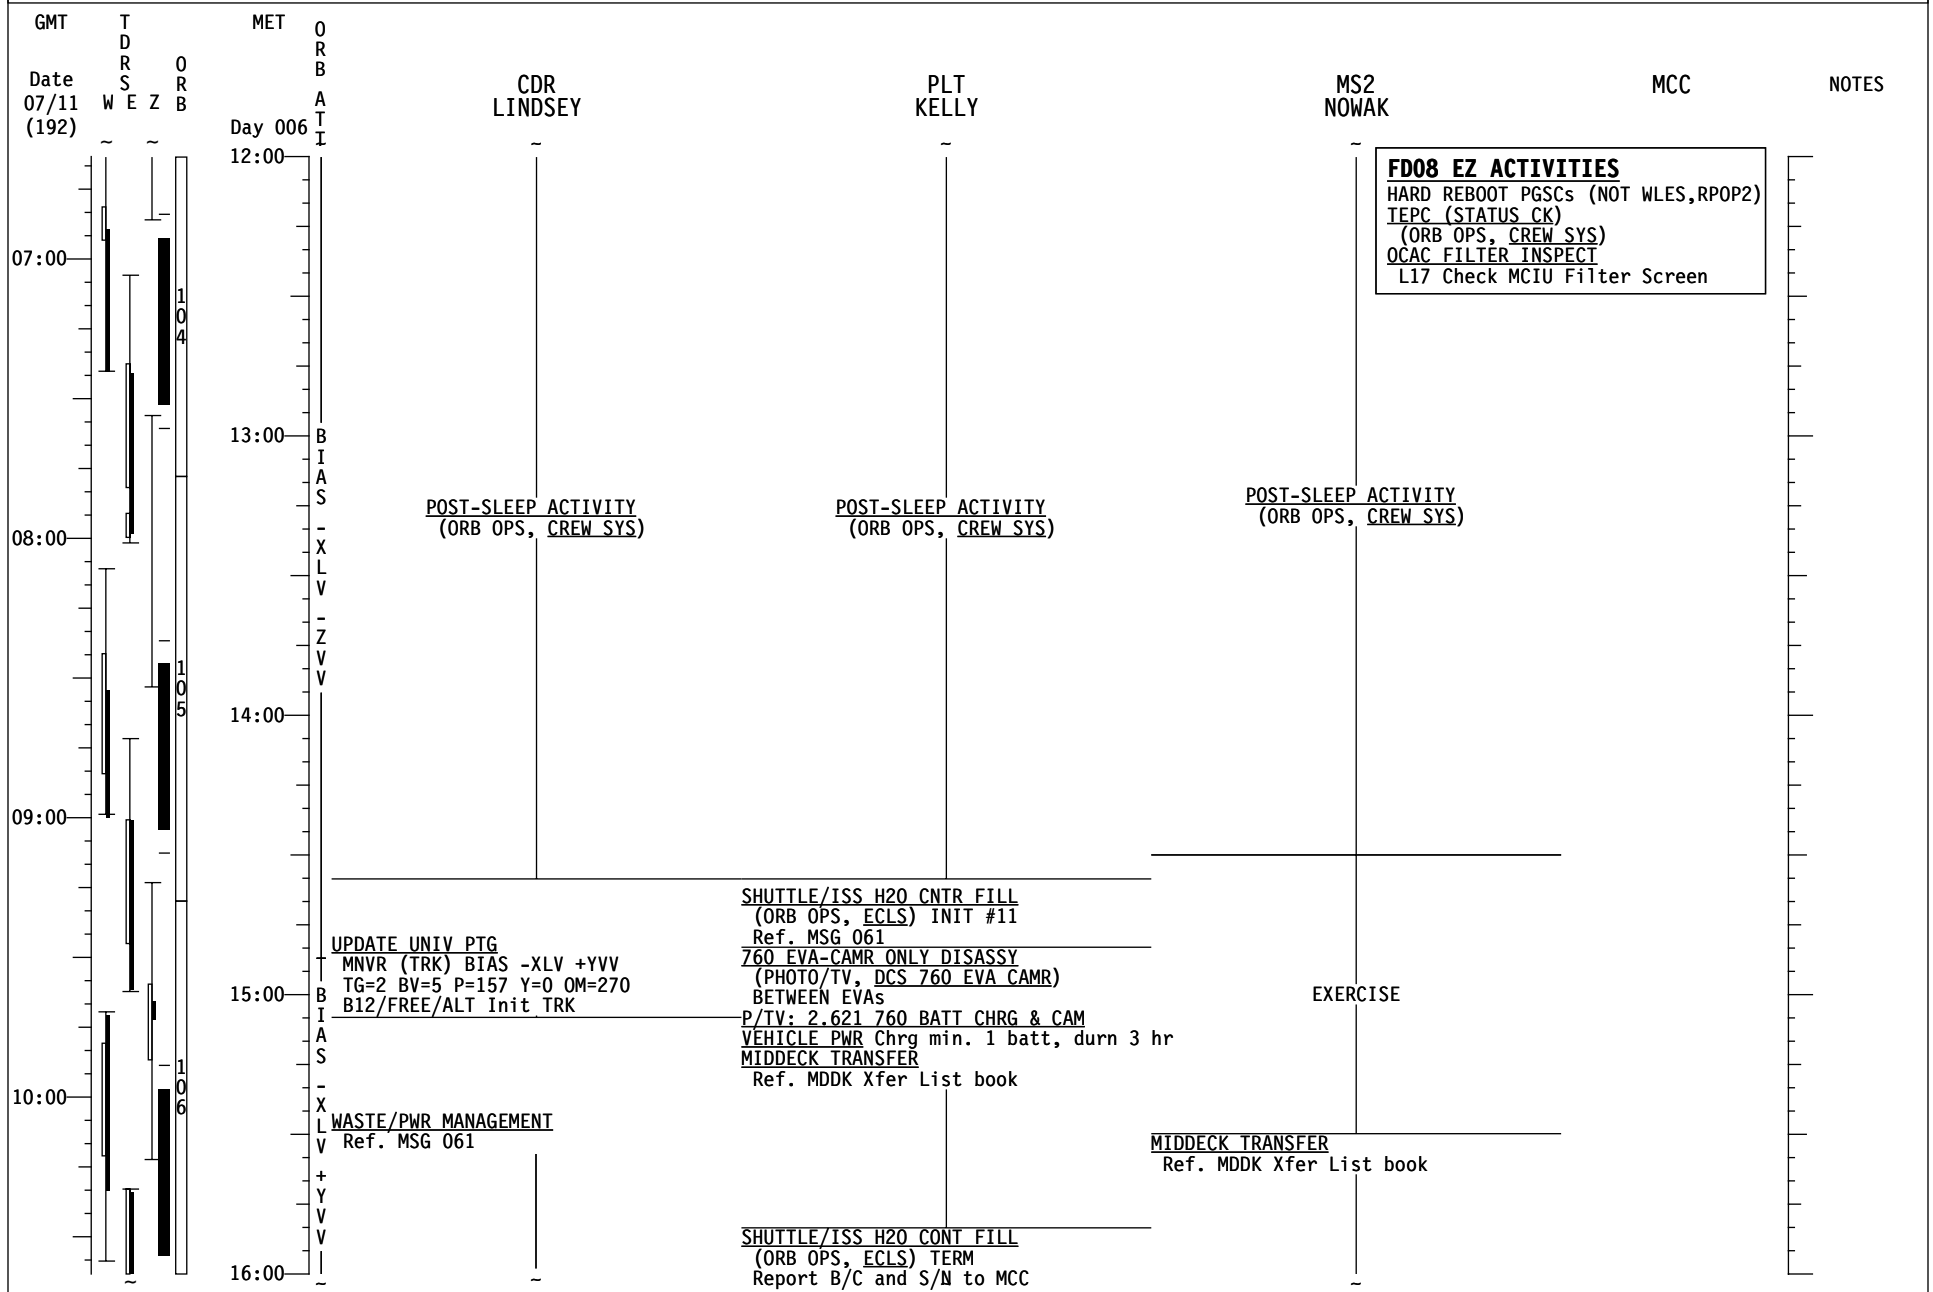 GMT
TDRS
MET
ORB ATT
Date
07/11
(192)
W E Z
ORB
Day 006
CDR
LINDSEY
PLT
KELLY
MS2
NOWAK
MCC
NOTES
~ ~ ~ ~ ~ ~
12:00
FD08 EZ ACTIVITIES
HARD REBOOT PGSCs (NOT WLES,RPOP2)
TEPC (STATUS CK)
(ORB OPS, CREW SYS)
OCAC FILTER INSPECT
L17 Check MCIU Filter Screen
07:00
104
13:00
BIAS -XLV -ZVV
POST-SLEEP ACTIVITY
(ORB OPS, CREW SYS)
POST-SLEEP ACTIVITY
(ORB OPS, CREW SYS)
POST-SLEEP ACTIVITY
(ORB OPS, CREW SYS)
08:00
105
14:00
09:00
UPDATE UNIV PTG
MNVR (TRK) BIAS -XLV +YVV
TG=2 BV=5 P=157 Y=0 OM=270
B12/FREE/ALT Init TRK
SHUTTLE/ISS H2O CNTR FILL
(ORB OPS, ECLS) INIT #11
Ref. MSG 061
760 EVA-CAMR ONLY DISASSY
(PHOTO/TV, DCS 760 EVA CAMR)
BETWEEN EVAs
P/TV: 2.621 760 BATT CHRG & CAM
VEHICLE PWR Chrg min. 1 batt, durn 3 hr
MIDDECK TRANSFER
Ref. MDDK Xfer List book
15:00
BIAS -XLV +YVV
EXERCISE
106
10:00
WASTE/PWR MANAGEMENT
Ref. MSG 061
MIDDECK TRANSFER
Ref. MDDK Xfer List book
SHUTTLE/ISS H2O CONT FILL
(ORB OPS, ECLS) TERM
Report B/C and S/N to MCC
16:00
~ ~ ~ ~